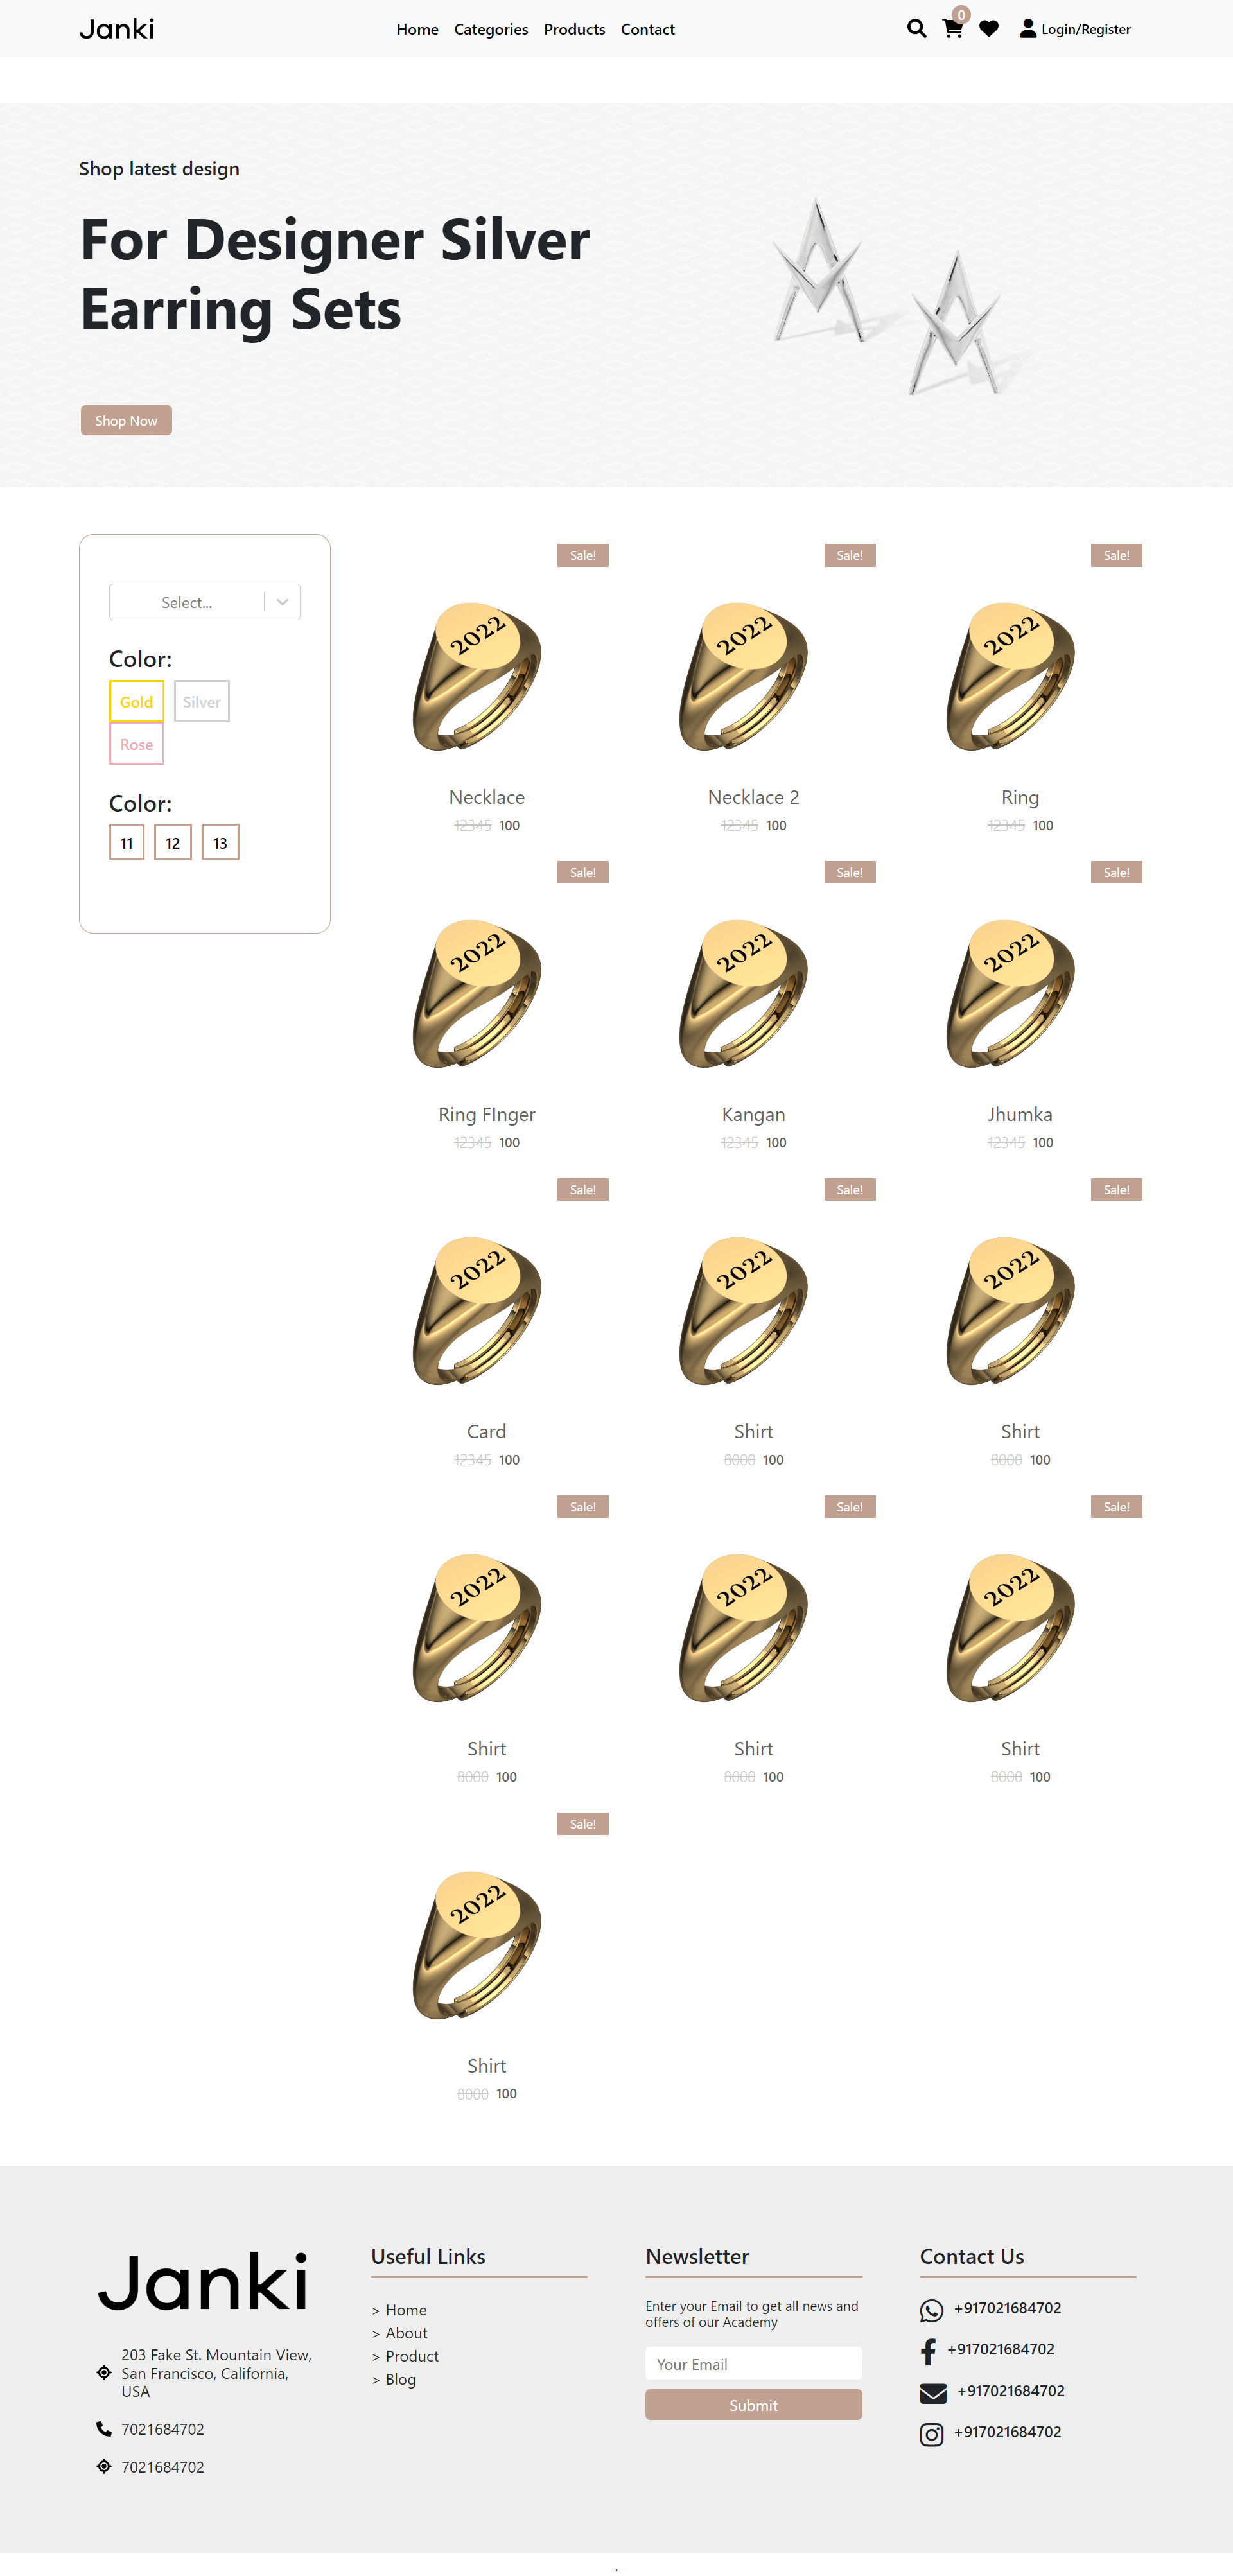 Janki
Home Categories Products Contact
0
Login/Register
Shop latest design
For Designer Silver
Earring Sets
Shop Now
Select...
Color:
Gold Silver
Rose
Color:
11 12 13
Sale! Sale! Sale!
2022 2022 2022
Necklace Necklace 2 Ring
12345 100 12345 100 12345 100
Sale! Sale! Sale!
2022 2022 2022
Ring FInger Kangan Jhumka
12345 100 12345 100 12345 100
Sale! Sale! Sale!
2022 2022 2022
Card Shirt Shirt
12345 100 8000 100 8000 100
Sale! Sale! Sale!
2022 2022 2022
Shirt Shirt Shirt
8000 100 8000 100 8000 100
Sale!
2022
Shirt
8000 100
Janki
203 Fake St. Mountain View,
San Francisco, California,
USA
7021684702
7021684702
Useful Links
> Home
> About
> Product
> Blog
Newsletter
Enter your Email to get all news and
offers of our Academy
Your Email
Submit
Contact Us
+917021684702
+917021684702
+917021684702
+917021684702
.